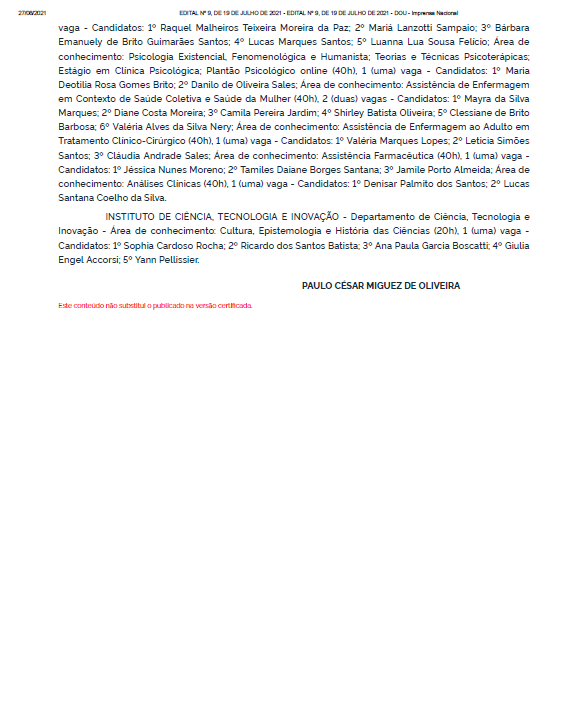 27/08/2021 EDITAL Nº 9, DE 19 DE JULHO DE 2021 - EDITAL Nº 9, DE 19 DE JULHO DE 2021 - DOU - Imprensa Nacional
vaga - Candidatos: 1º Raquel Malheiros Teixeira Moreira da Paz; 2º Mariá Lanzotti Sampaio; 3º Bárbara
Emanuely de Brito Guimarães Santos; 4º Lucas Marques Santos; 5º Luanna Lua Sousa Felício; Área de
conhecimento: Psicologia Existencial, Fenomenológica e Humanista; Teorias e Técnicas Psicoterápicas;
Estágio em Clínica Psicológica; Plantão Psicológico online (40h), 1 (uma) vaga - Candidatos: 1º Maria
Deotilia Rosa Gomes Brito; 2º Danilo de Oliveira Sales; Área de conhecimento: Assistência de Enfermagem
em Contexto de Saúde Coletiva e Saúde da Mulher (40h), 2 (duas) vagas - Candidatos: 1º Mayra da Silva
Marques; 2º Diane Costa Moreira; 3º Camila Pereira Jardim; 4º Shirley Batista Oliveira; 5º Clessiane de Brito
Barbosa; 6º Valéria Alves da Silva Nery; Área de conhecimento: Assistência de Enfermagem ao Adulto em
Tratamento Clínico-Cirúrgico (40h), 1 (uma) vaga - Candidatos: 1º Valéria Marques Lopes; 2º Letícia Simões
Santos; 3º Cláudia Andrade Sales; Área de conhecimento: Assistência Farmacêutica (40h), 1 (uma) vaga -
Candidatos: 1º Jéssica Nunes Moreno; 2º Tamiles Daiane Borges Santana; 3º Jamile Porto Almeida; Área de
conhecimento: Análises Clínicas (40h), 1 (uma) vaga - Candidatos: 1º Denisar Palmito dos Santos; 2º Lucas
Santana Coelho da Silva.
INSTITUTO DE CIÊNCIA, TECNOLOGIA E INOVAÇÃO - Departamento de Ciência, Tecnologia e
Inovação - Área de conhecimento: Cultura, Epistemologia e História das Ciências (20h), 1 (uma) vaga -
Candidatos: 1º Sophia Cardoso Rocha; 2º Ricardo dos Santos Batista; 3º Ana Paula Garcia Boscatti; 4º Giulia
Engel Accorsi; 5º Yann Pellissier.
PAULO CÉSAR MIGUEZ DE OLIVEIRA
Este conteúdo não substitui o publicado na versão certificada.